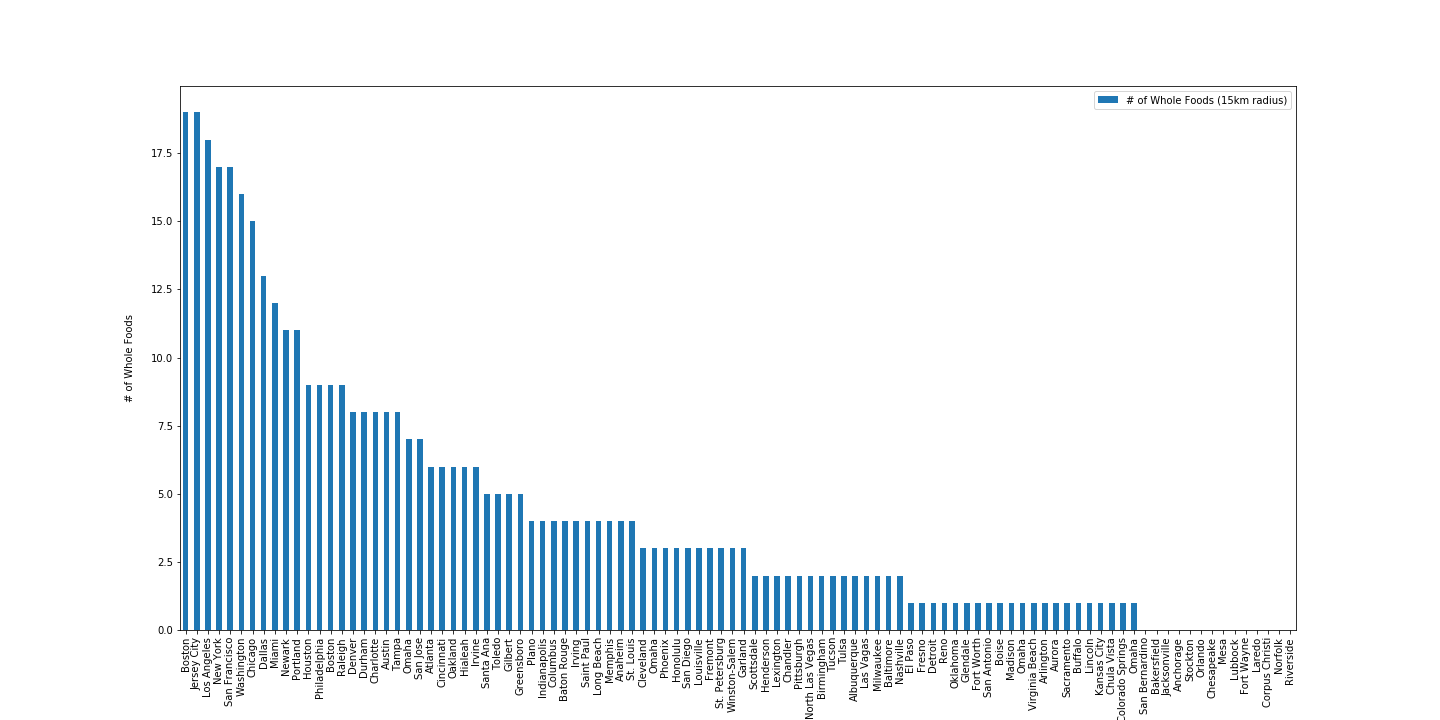 # of Whole Foods (15km radius)
17.5
15.0
12.5
10.0
7.5
5.0
2.5
0.0
# of Whole Foods
Boston
Jersey City
Los Angeles
New York
San Francisco
Washington
Chicago
Dallas
Miami
Newark
Portland
Houston
Philadelphia
Boston
Raleigh
Denver
Durham
Charlotte
Austin
Tampa
Omaha
San Jose
Atlanta
Cincinnati
Oakland
Hileah
Irvine
Santa Ana
Toledo
Gilbert
Greensboro
Plano
Indianapolis
Columbus
Baton Rouge
Irving
Saint Paul
Long Beach
Memphis
Anaheim
St. Louis
Cleveland
Omaha
Phoenix
Honolulu
San Diego
Louisville
Fremont
St. Petersburg
Winston-Salem
Garland
Scottsdale
Henderson
Lexington
Chandler
Pittsburgh
North Las Vegas
Birmingham
Tucson
Tulsa
Albuquerque
Las Vegas
Milwaukee
Baltimore
Nashville
El Paso
Fresno
Detroit
Reno
Oklahoma
Glendale
Fort Worth
San Antonio
Boise
Madison
Omaha
Virginia Beach
Arlington
Aurora
Sacramento
Buffalo
Lincoln
Kansas City
Chula Vista
Colorado Springs
Omaha
San Bernardino
Bakersfield
Jacksonville
Anchorage
Stockton
Orlando
Chesapeake
Mesa
Lubbock
Fort Wayne
Laredo
Corpus Christi
Norfolk
Riverside